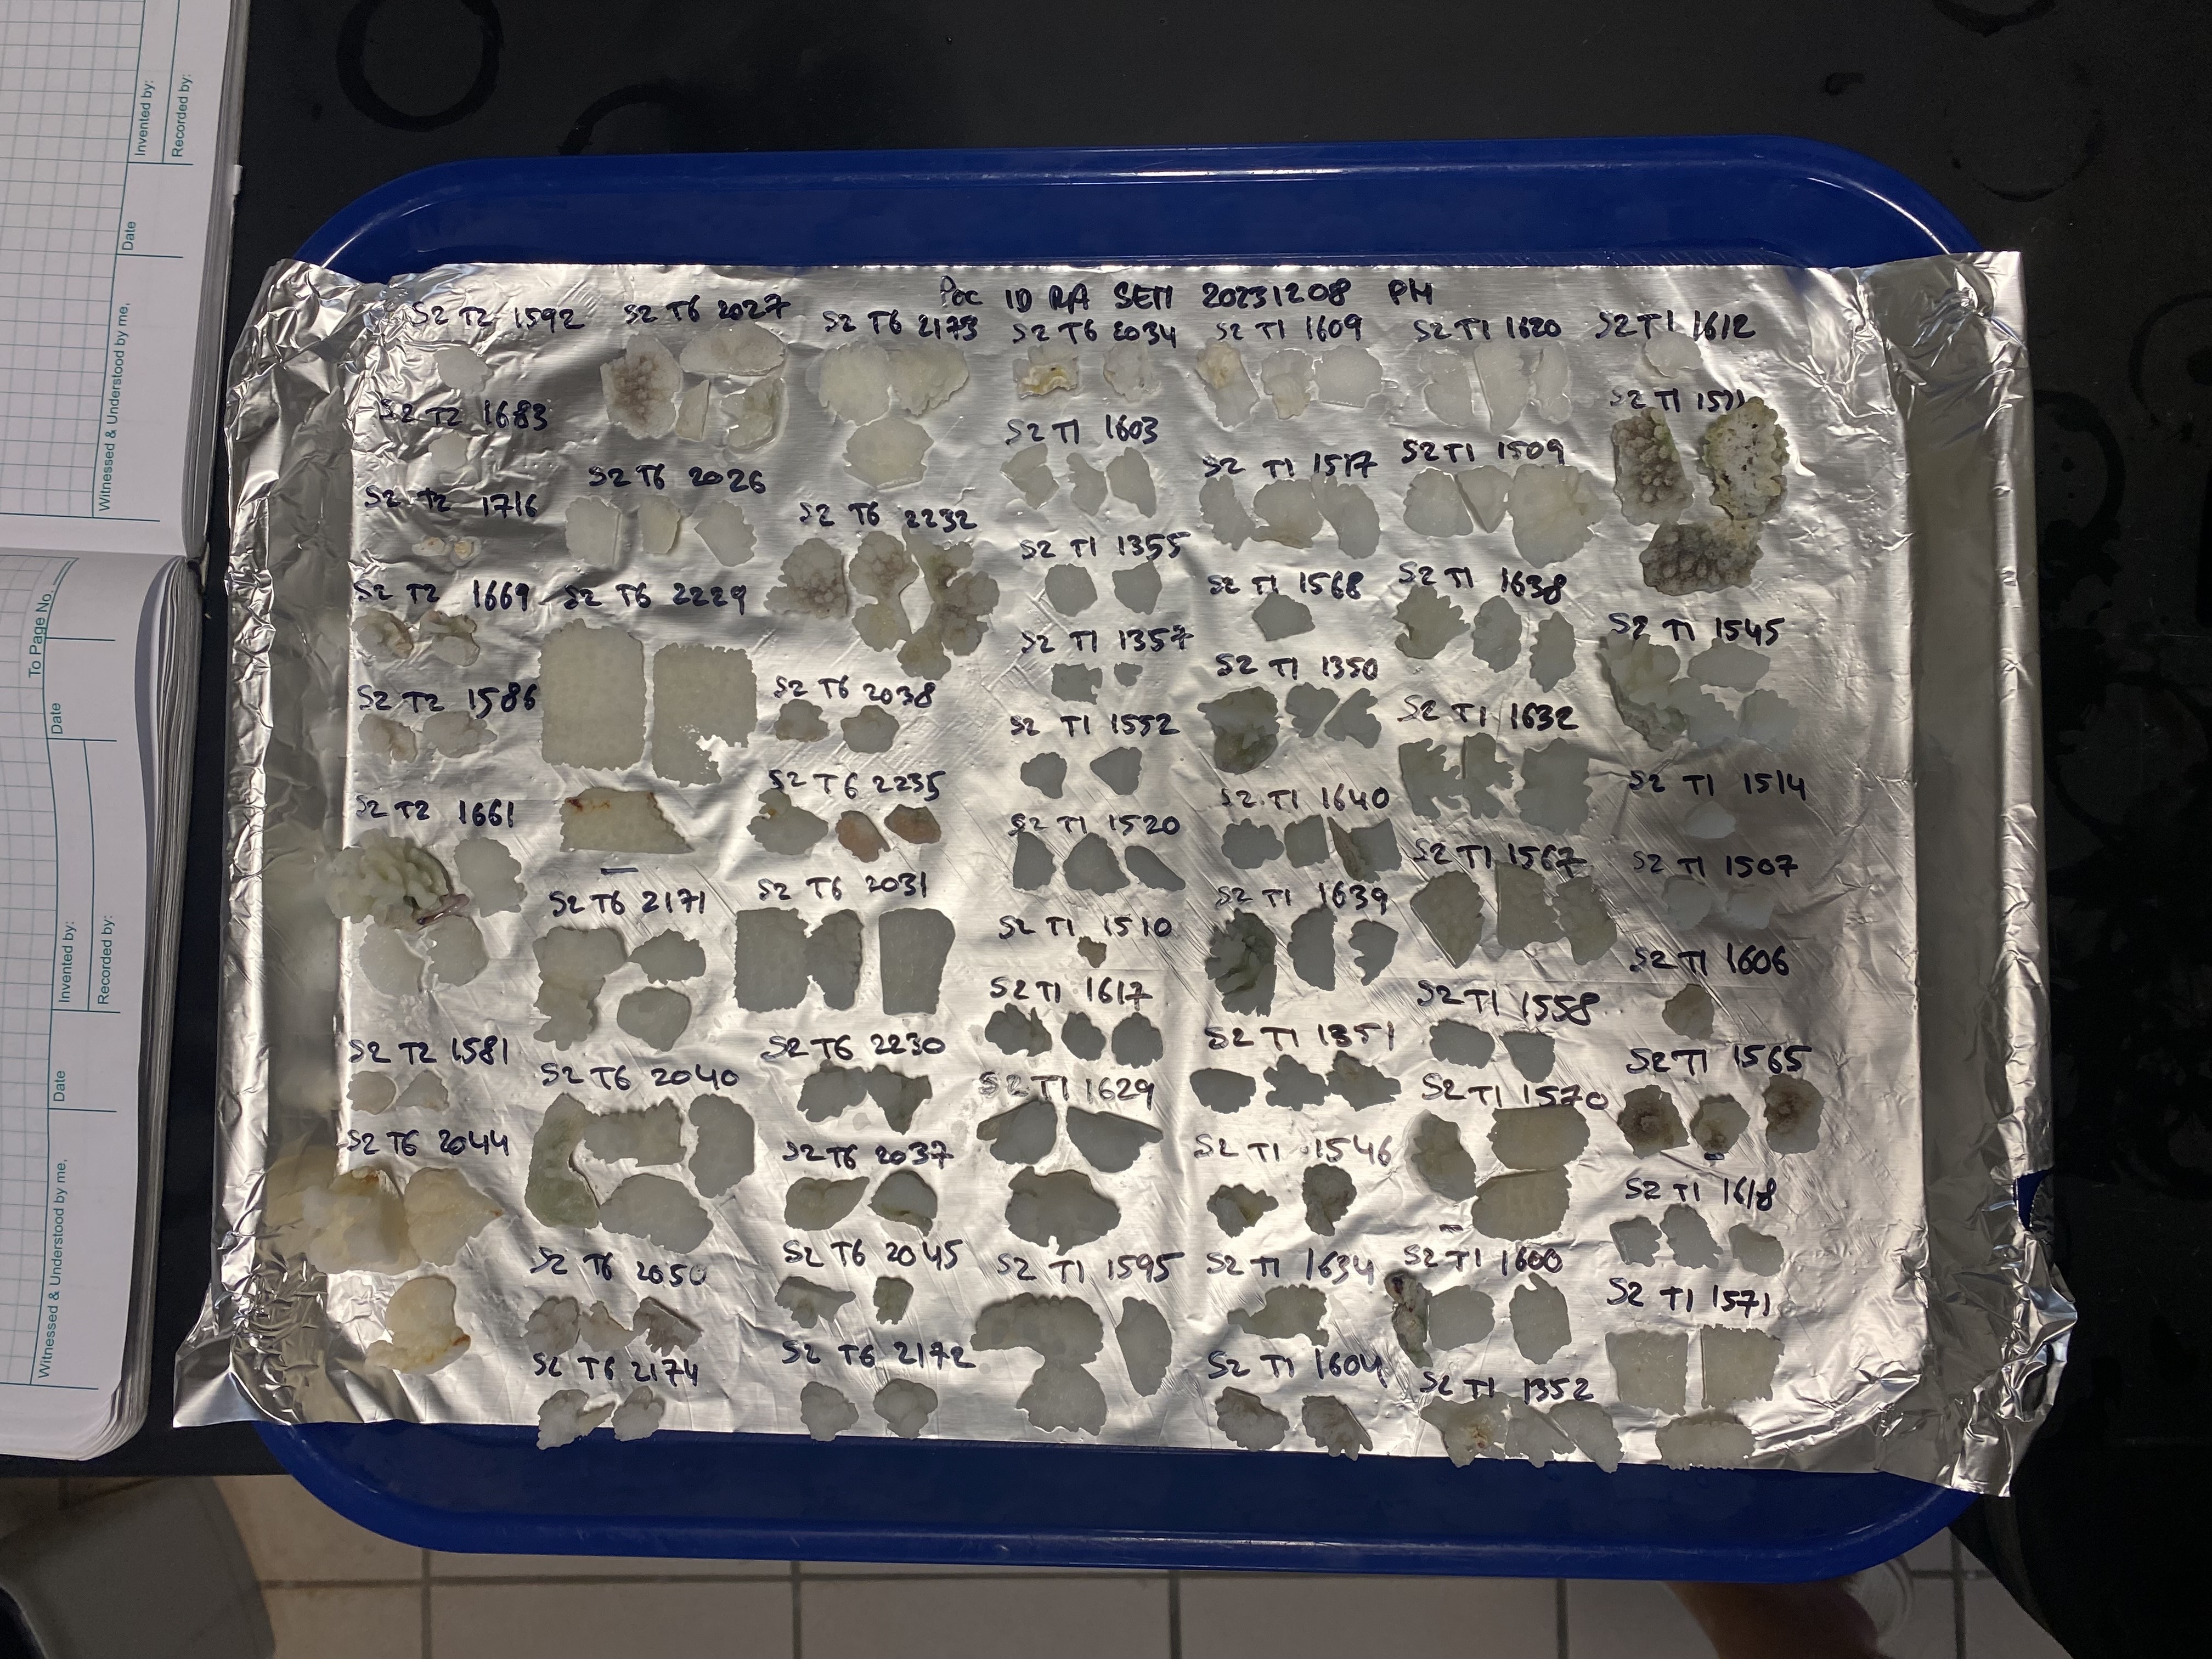 Witnessed & Understood by me,
Date
Invented by:
Recorded by:
To Page No.
Witnessed & Understood by me,
Date
Date
Invented by:
Recorded by:
Poc ID RA SET1 20231208 PM
S2 T2 1592
S2 T2 1683
S2 T2 1716
S2 T2 1669
S2 T2 1586
S2 T2 1661
S2 T2 1581
S2 T6 2044
S2 T6 2027
S2 T6 2026
S2 T6 2229
S2 T6 2171
S2 T6 2040
S2 T6 2050
S2 T6 2174
S2 T6 2173
S2 T6 2232
S2 T6 2038
S2 T6 2235
S2 T6 2031
S2 T6 2230
S2 T6 2037
S2 T6 2045
S2 T6 2172
S2 T6 2034
S2 T1 1603
S2 T1 1355
S2 T1 1357
S2 T1 1552
S2 T1 1520
S2 T1 1510
S2 T1 1617
S2 T1 1629
S2 T1 1595
S2 T1 1609
S2 T1 1517
S2 T1 1568
S2 T1 1350
S2 T1 1640
S2 T1 1639
S2 T1 1351
S2 T1 1546
S2 T1 1634
S2 T1 1604
S2 T1 1620
S2 T1 1509
S2 T1 1638
S2 T1 1632
S2 T1 1567
S2 T1 1558
S2 T1 1570
S2 T1 1600
S2 T1 1352
S2 T1 1612
S2 T1
S2 T1 1545
S2 T1 1514
S2 T1 1507
S2 T1 1606
S2 T1 1565
S2 T1 1618
S2 T1 1571